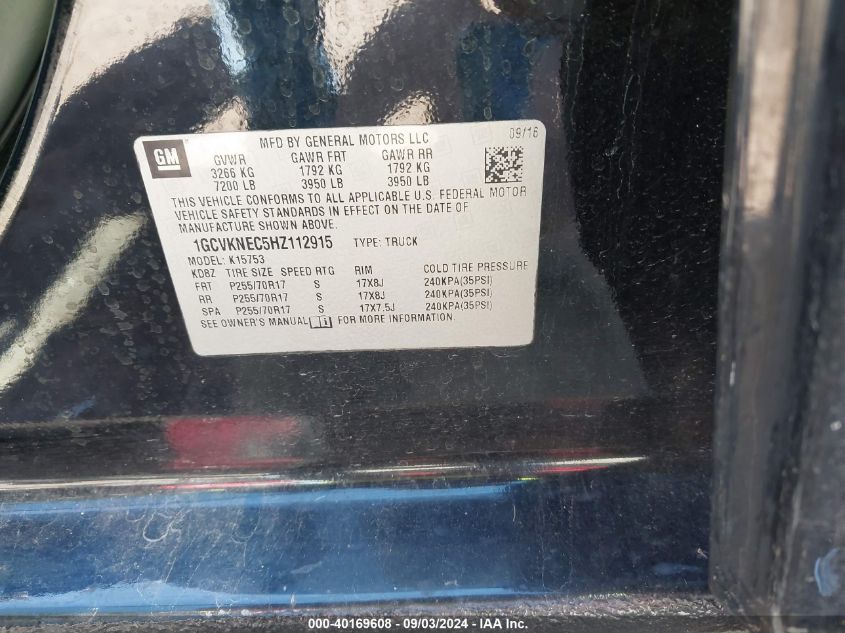 GM
MFD BY GENERAL MOTORS LLC 09/16
GVWR GAWR FRT GAWR RR
3266 KG 1792 KG 1792 KG
7200 LB 3950 LB 3950 LB
THIS VEHICLE CONFORMS TO ALL APPLICABLE U.S. FEDERAL MOTOR
VEHICLE SAFETY STANDARDS IN EFFECT ON THE DATE OF
MANUFACTURE SHOWN ABOVE.
1GCVKNEC5HZ112915 TYPE: TRUCK
MODEL: K15753
KD8Z TIRE SIZE SPEED RTG RIM COLD TIRE PRESSURE
FRT P255/70R17 S 17X8J 240KPA(35PSI)
RR P255/70R17 S 17X8J 240KPA(35PSI)
SPA P255/70R17 S 17X7.5J 240KPA(35PSI)
SEE OWNER'S MANUAL FOR MORE INFORMATION.
000-40169608 - 09/03/2024 - IAA Inc.